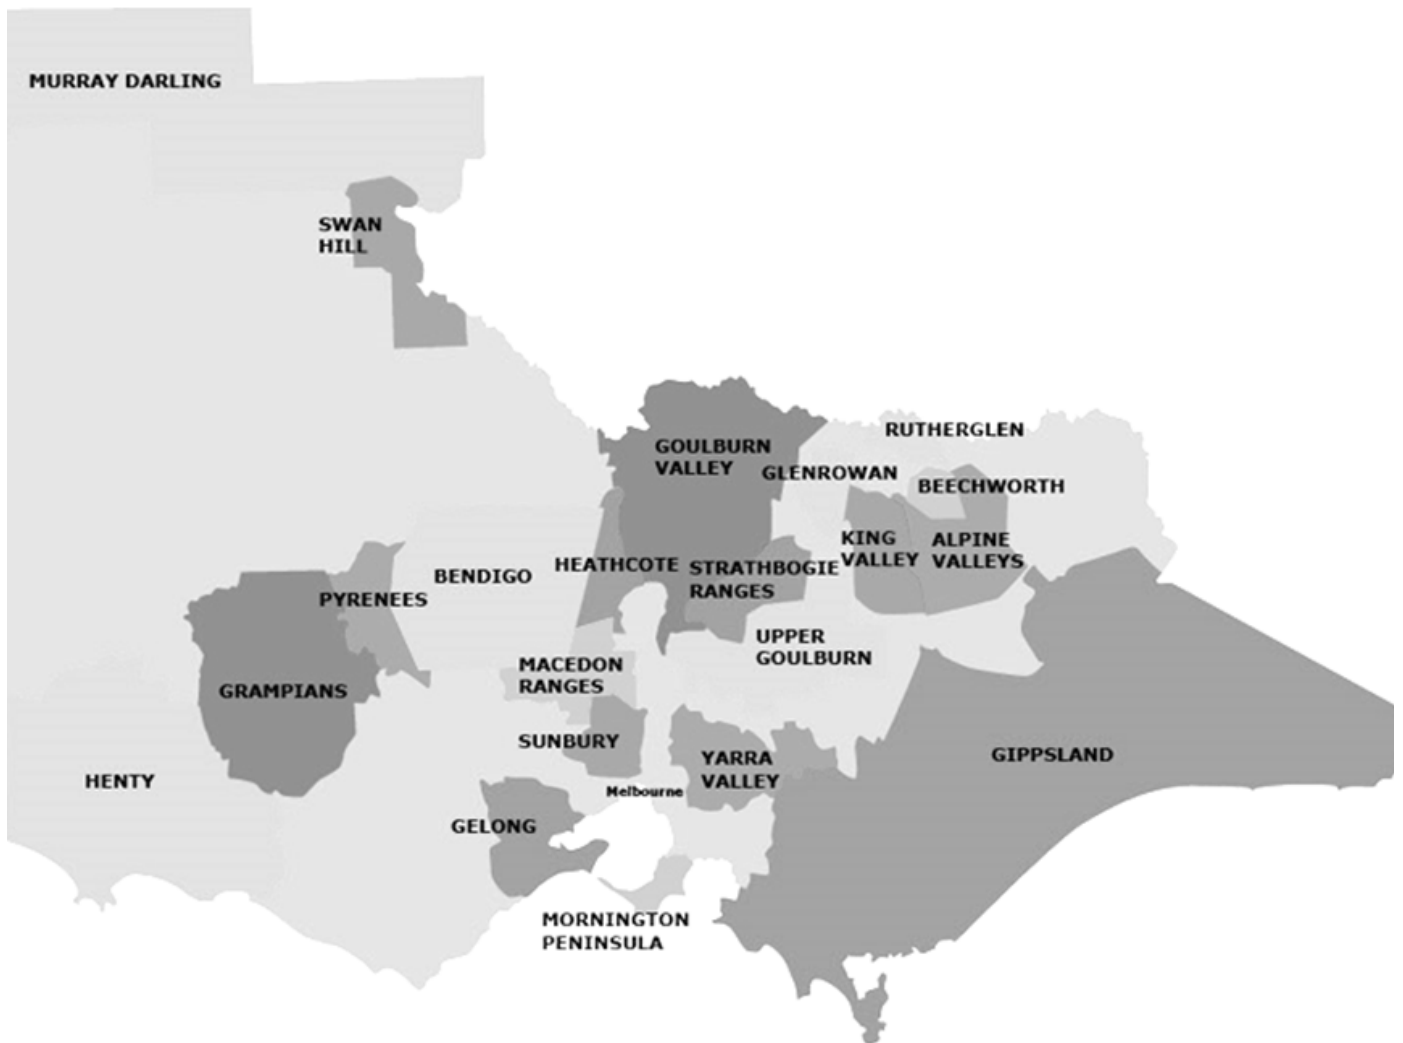 MURRAY DARLING
SWAN
HILL
RUTHERGLEN
GOULBURN
VALLEY
GLENROWAN
BEECHWORTH
KING
VALLEY
ALPINE
VALLEYS
HEATHCOTE
STRATHBOGIE
RANGES
BENDIGO
PYRENEES
UPPER
GOULBURN
MACEDON
RANGES
GRAMPIANS
SUNBURY
YARRA
VALLEY
GIPPSLAND
HENTY
Melbourne
GELONG
MORNINGTON
PENINSULA